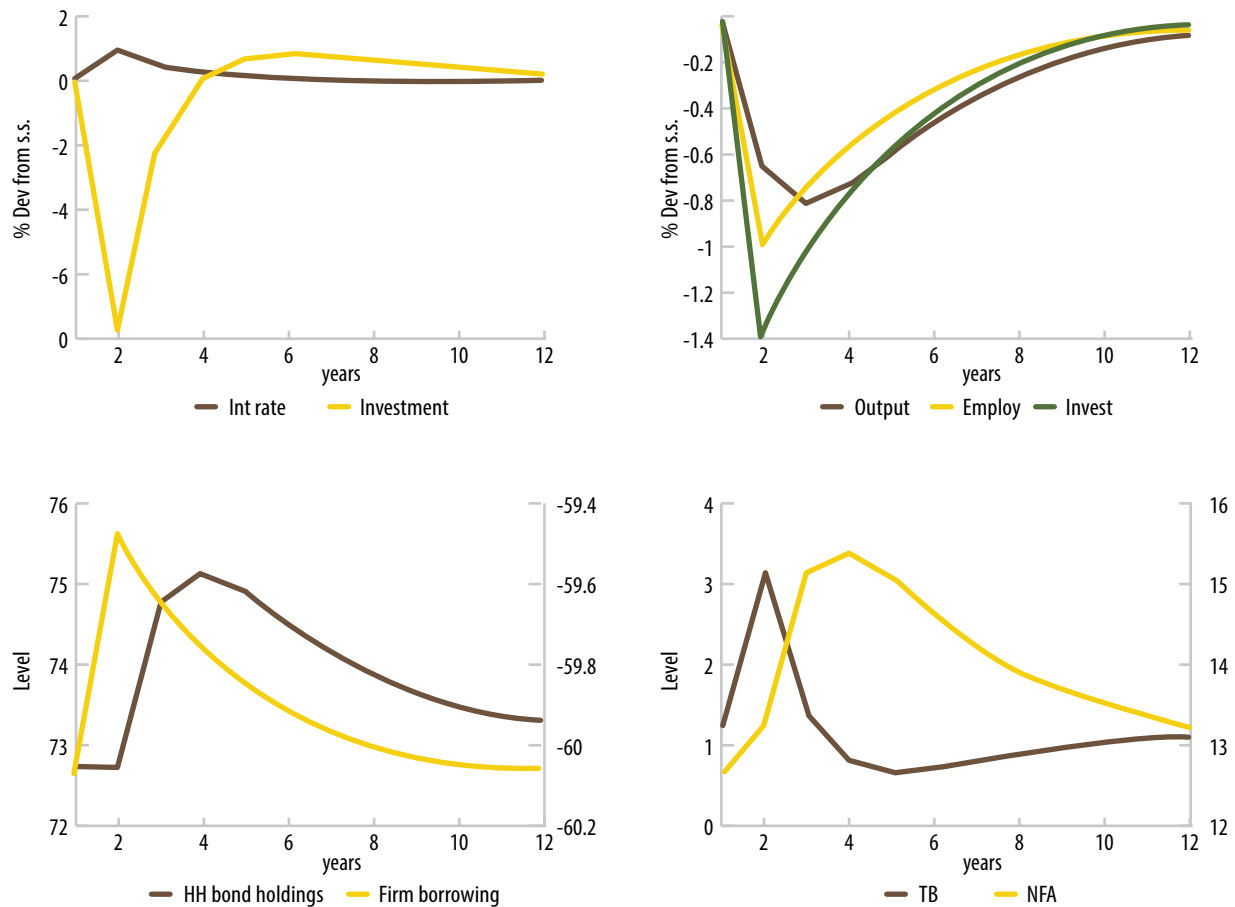 2
0
-2
-4
-6
0
% Dev from s.s.
2 4 6 8 10 12
years
Int rate Investment
-0.2
-0.4
-0.6
-0.8
-1
-1.2
-1.4
% Dev from s.s.
2 4 6 8 10 12
years
Output Employ Invest
76
75
74
73
72
Level
-59.4
-59.6
-59.8
-60
-60.2
2 4 6 8 10 12
years
HH bond holdings Firm borrowing
4
3
2
1
0
Level
16
15
14
13
12
2 4 6 8 10 12
years
TB NFA